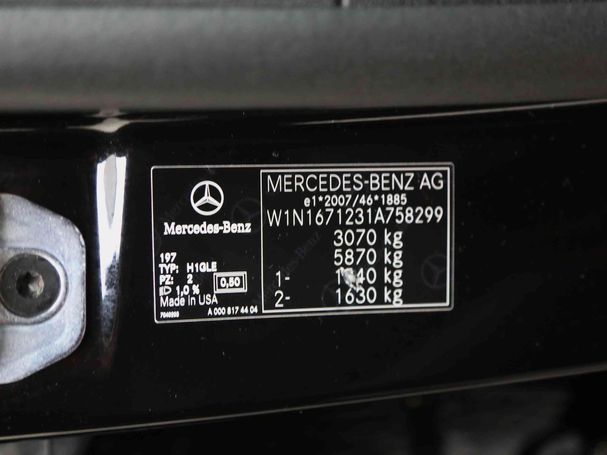 Mercedes-Benz
197
TYP: H1GLE
PZ: 2
ED 1,0 %
0,50
Made in USA
A 000 817 44 04
MERCEDES-BENZ AG
e1*2007/46*1885
W1N1671231A758299
3070 kg
5870 kg
1- kg
2- 1630 kg